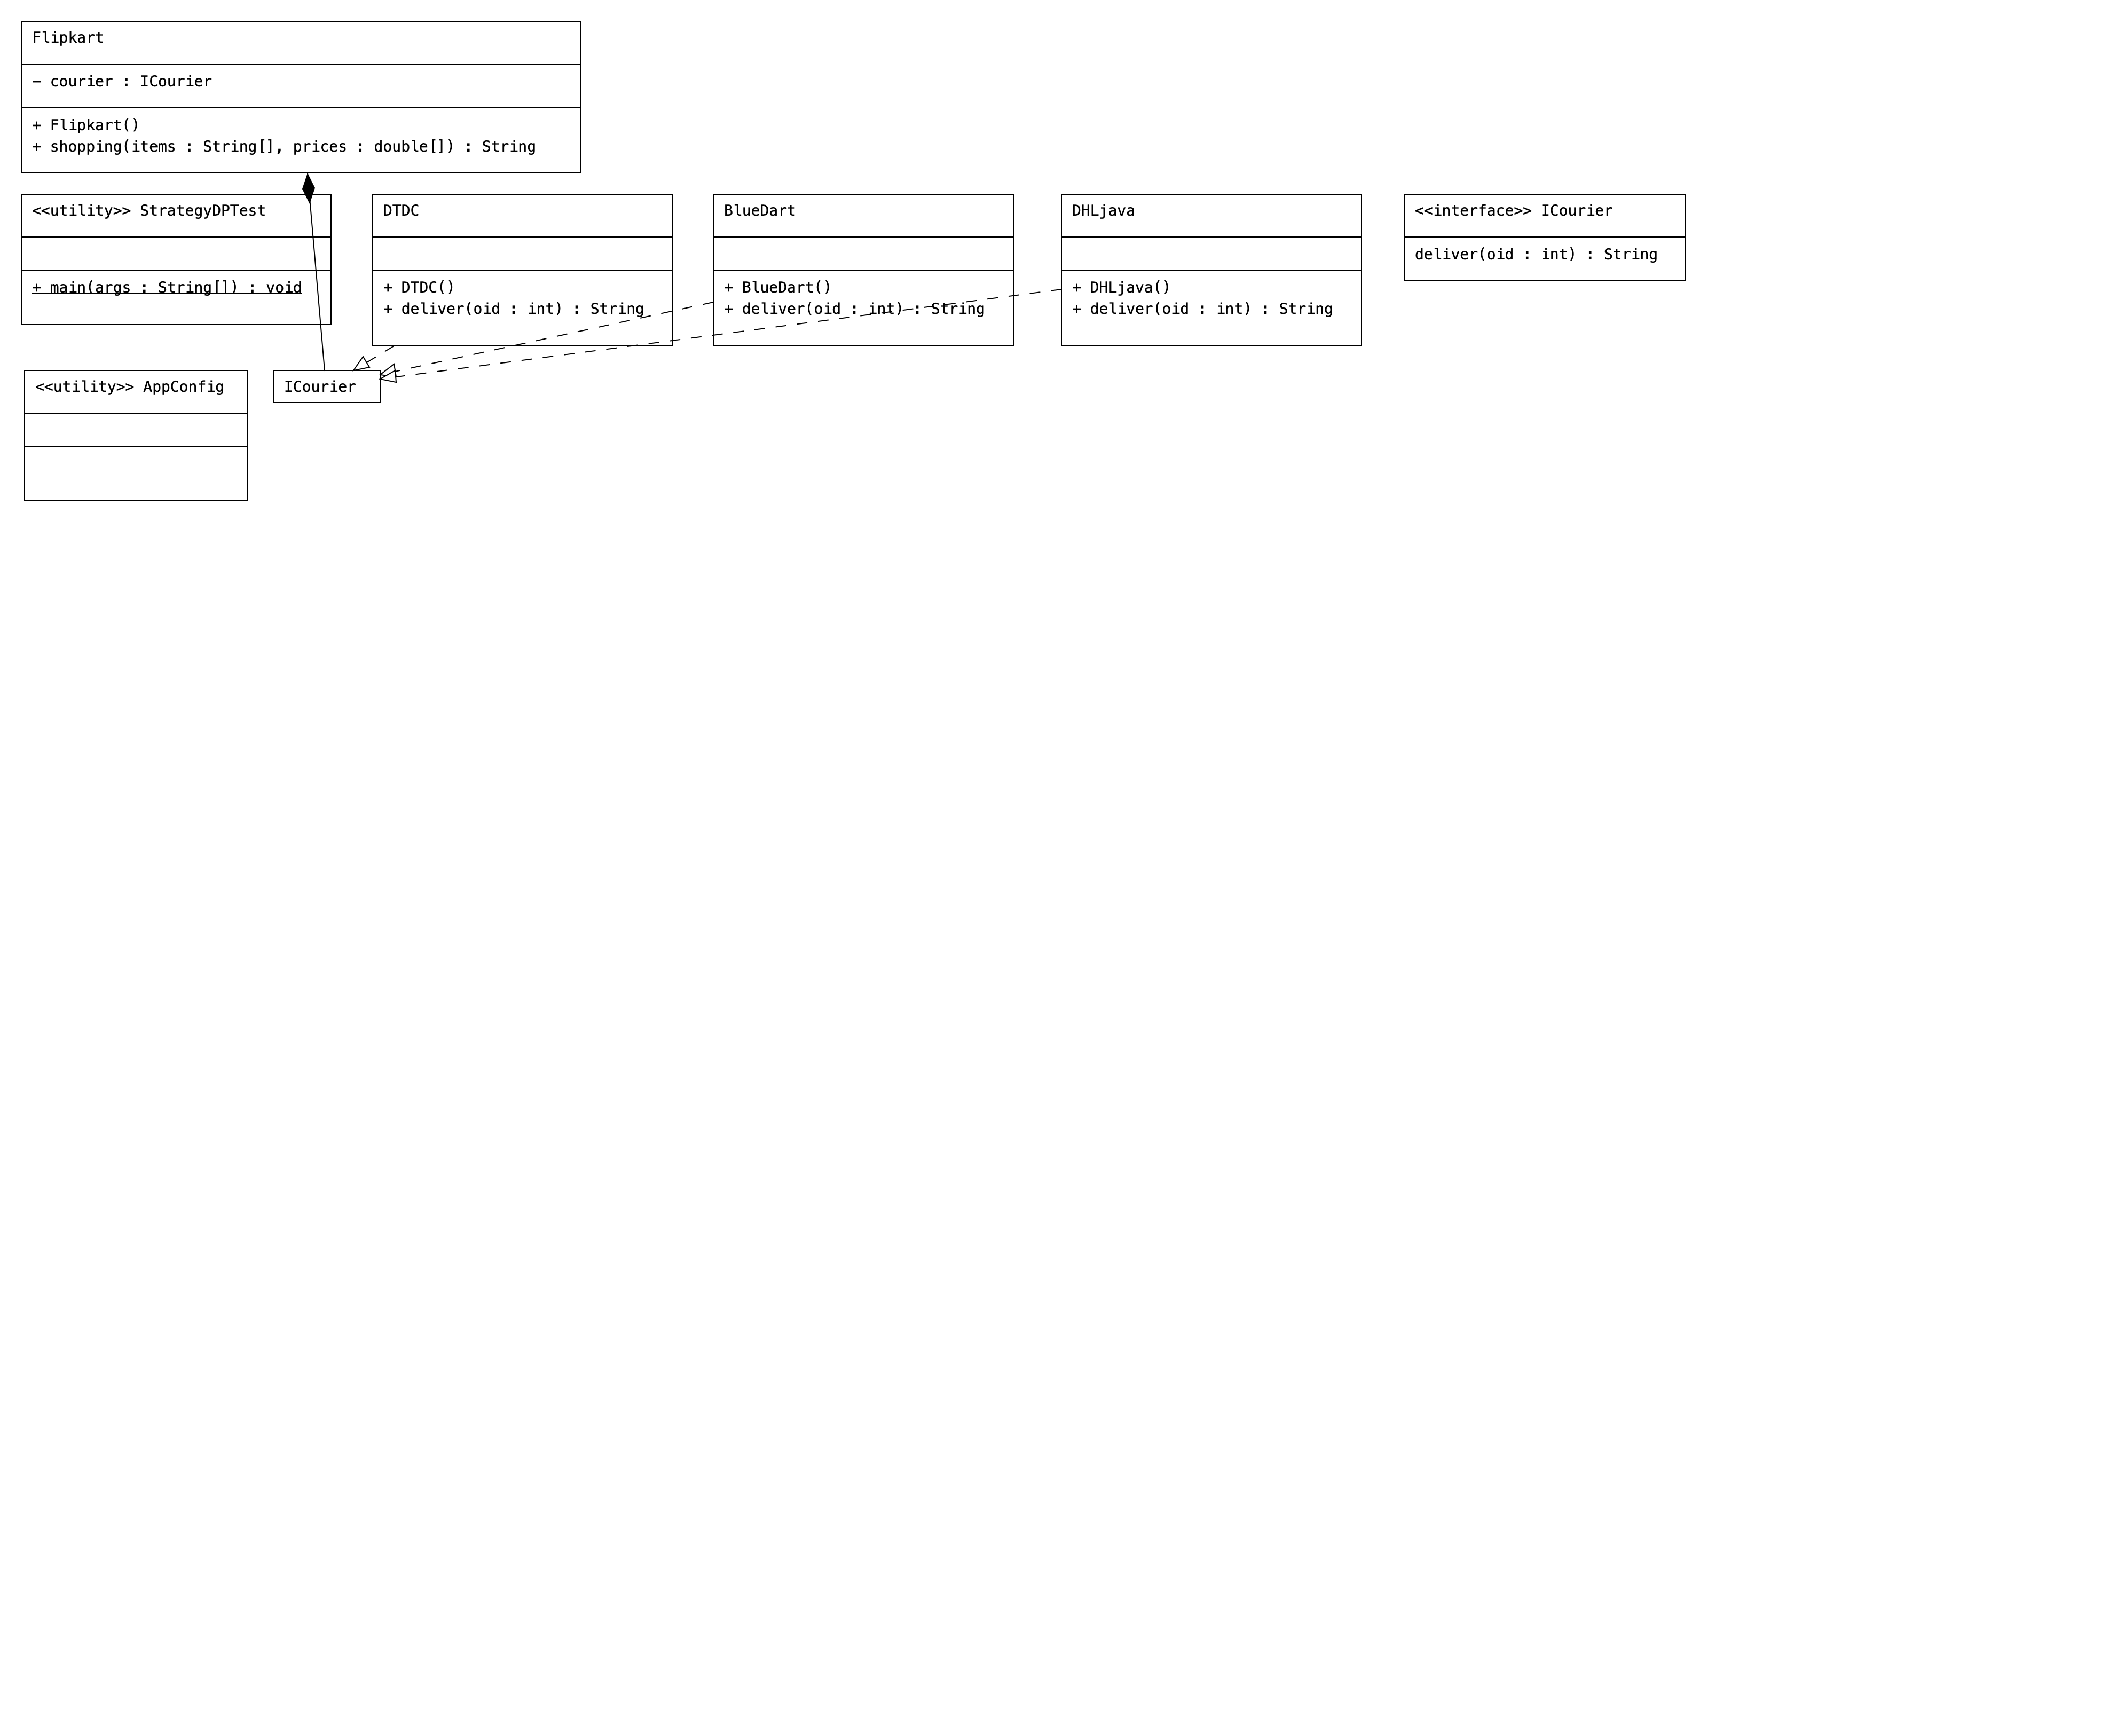 Flipkart
− courier : ICourier
+ Flipkart()
+ shopping(items : String[], prices : double[]) : String
<<utility>> StrategyDPTest
+ main(args : String[]) : void
DTDC
+ DTDC()
+ deliver(oid : int) : String
BlueDart
+ BlueDart()
+ deliver(oid : int) : String
DHLjava
+ DHLjava()
+ deliver(oid : int) : String
<<interface>> ICourier
deliver(oid : int) : String
<<utility>> AppConfig
ICourier